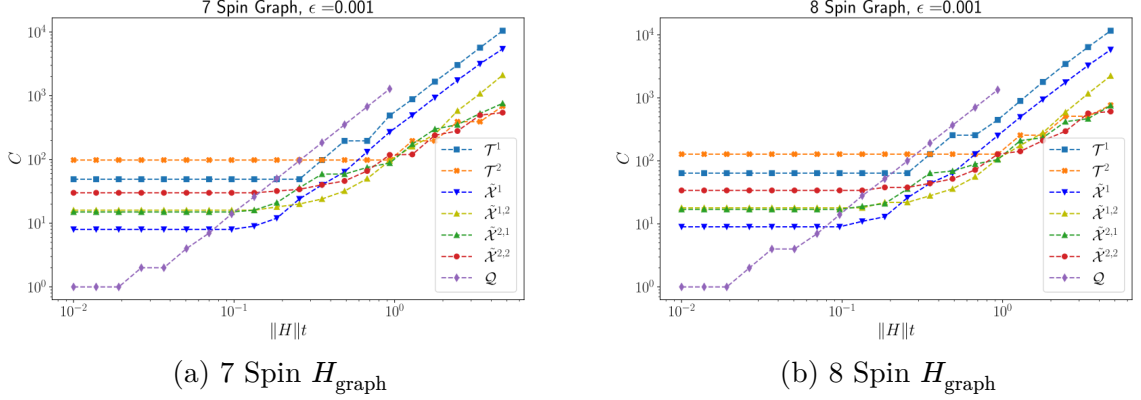 7 Spin Graph, ϵ =0.001
10⁴
10³
10²
10¹
10⁰
C
10⁻²
10⁻¹
10⁰
‖H‖t
𝒯¹
𝒯²
𝒳̃¹
𝒳̃¹,²
𝒳̃²,¹
𝒳̃²,²
𝒬
(a) 7 Spin H_graph
8 Spin Graph, ϵ =0.001
10⁴
10³
10²
10¹
10⁰
C
10⁻²
10⁻¹
10⁰
‖H‖t
𝒯¹
𝒯²
𝒳̃¹
𝒳̃¹,²
𝒳̃²,¹
𝒳̃²,²
𝒬
(b) 8 Spin H_graph